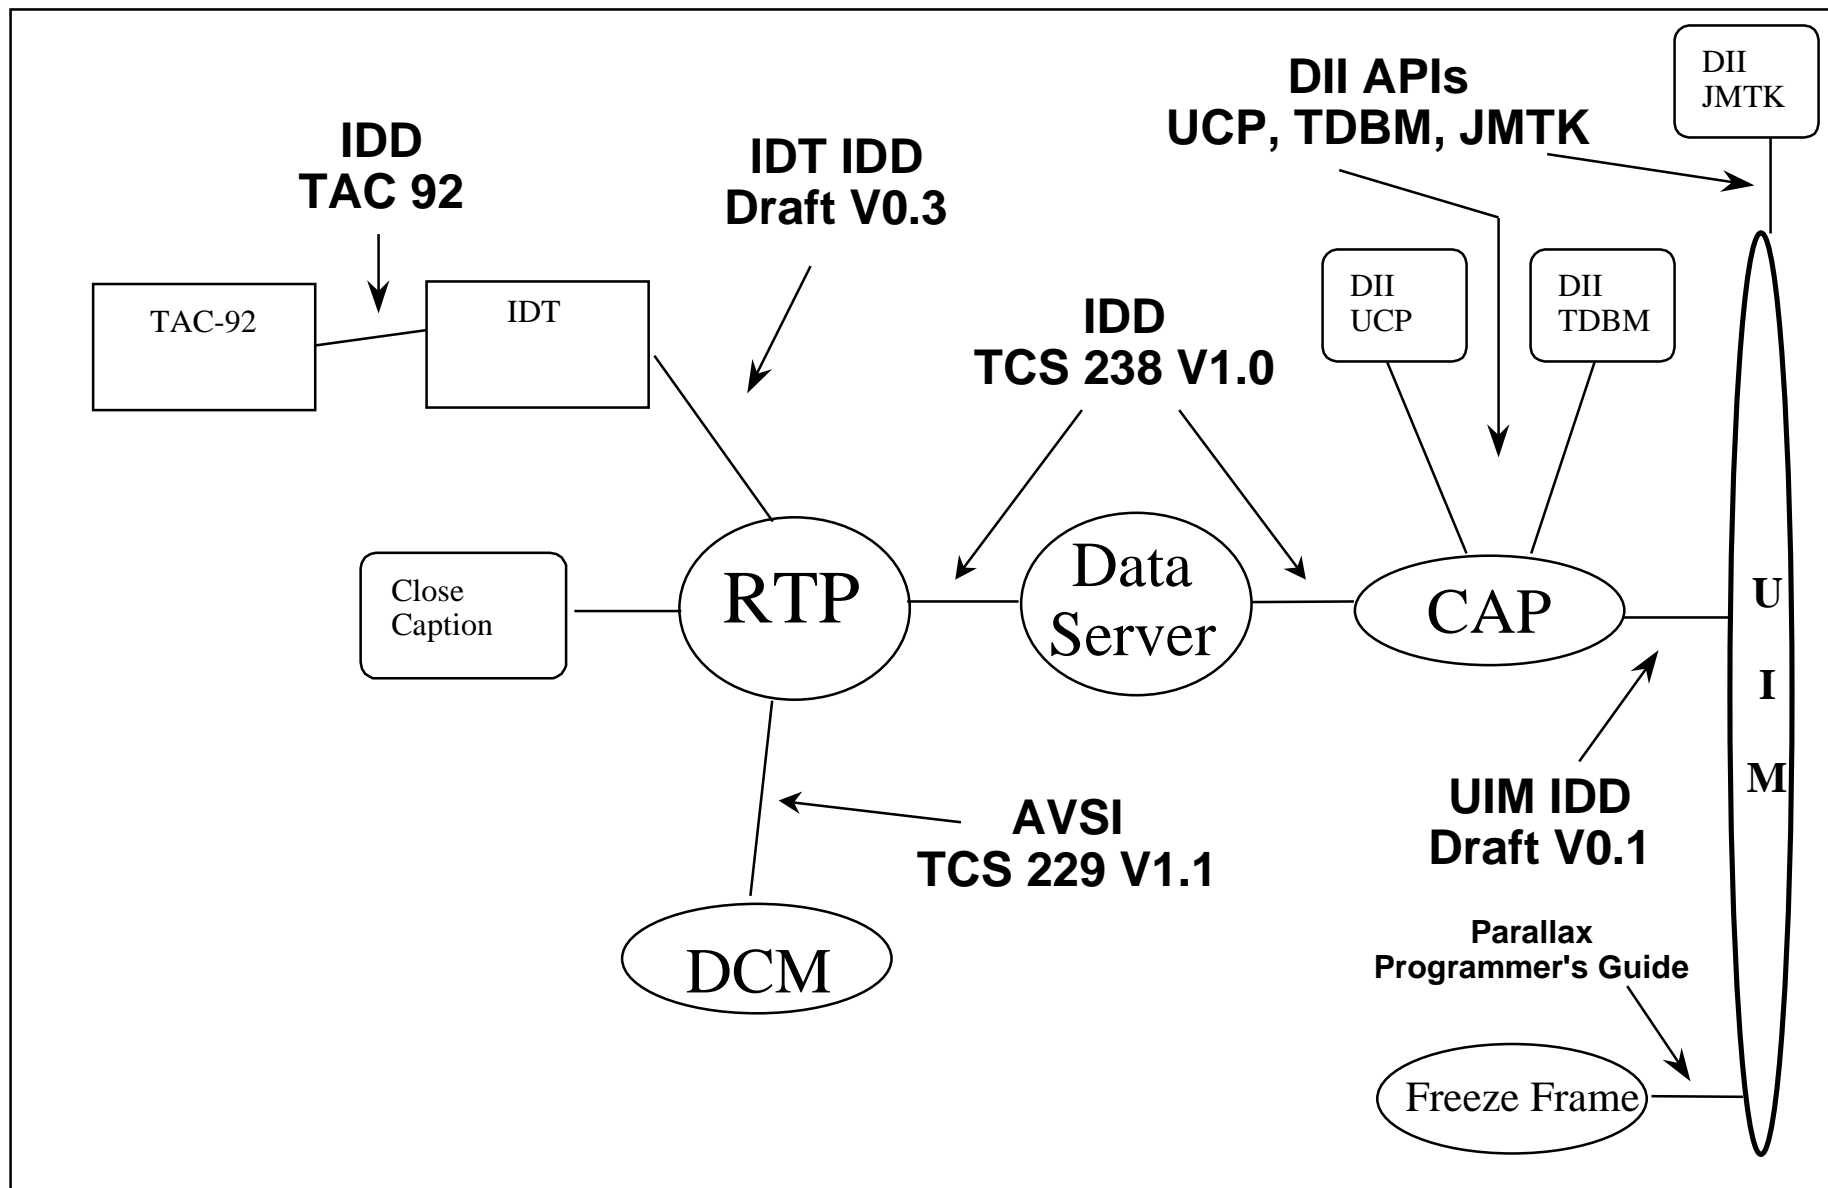 DII
JMTK
DII APIs
UCP, TDBM, JMTK
IDD
TAC 92
IDT IDD
Draft V0.3
TAC-92
IDT
IDD
TCS 238 V1.0
DII
UCP
DII
TDBM
Close
Caption
RTP
Data
Server
CAP
U
I
M
AVSI
TCS 229 V1.1
UIM IDD
Draft V0.1
DCM
Parallax
Programmer's Guide
Freeze Frame